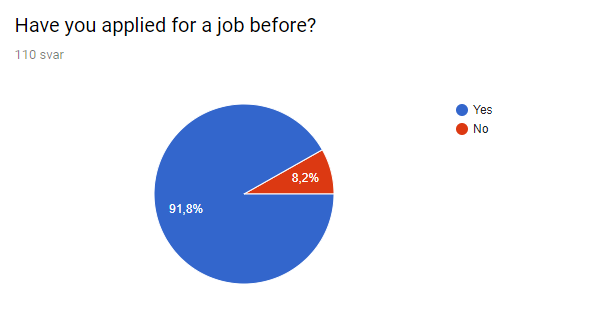 Have you applied for a job before?
110 svar
Yes
No
8,2%
91,8%